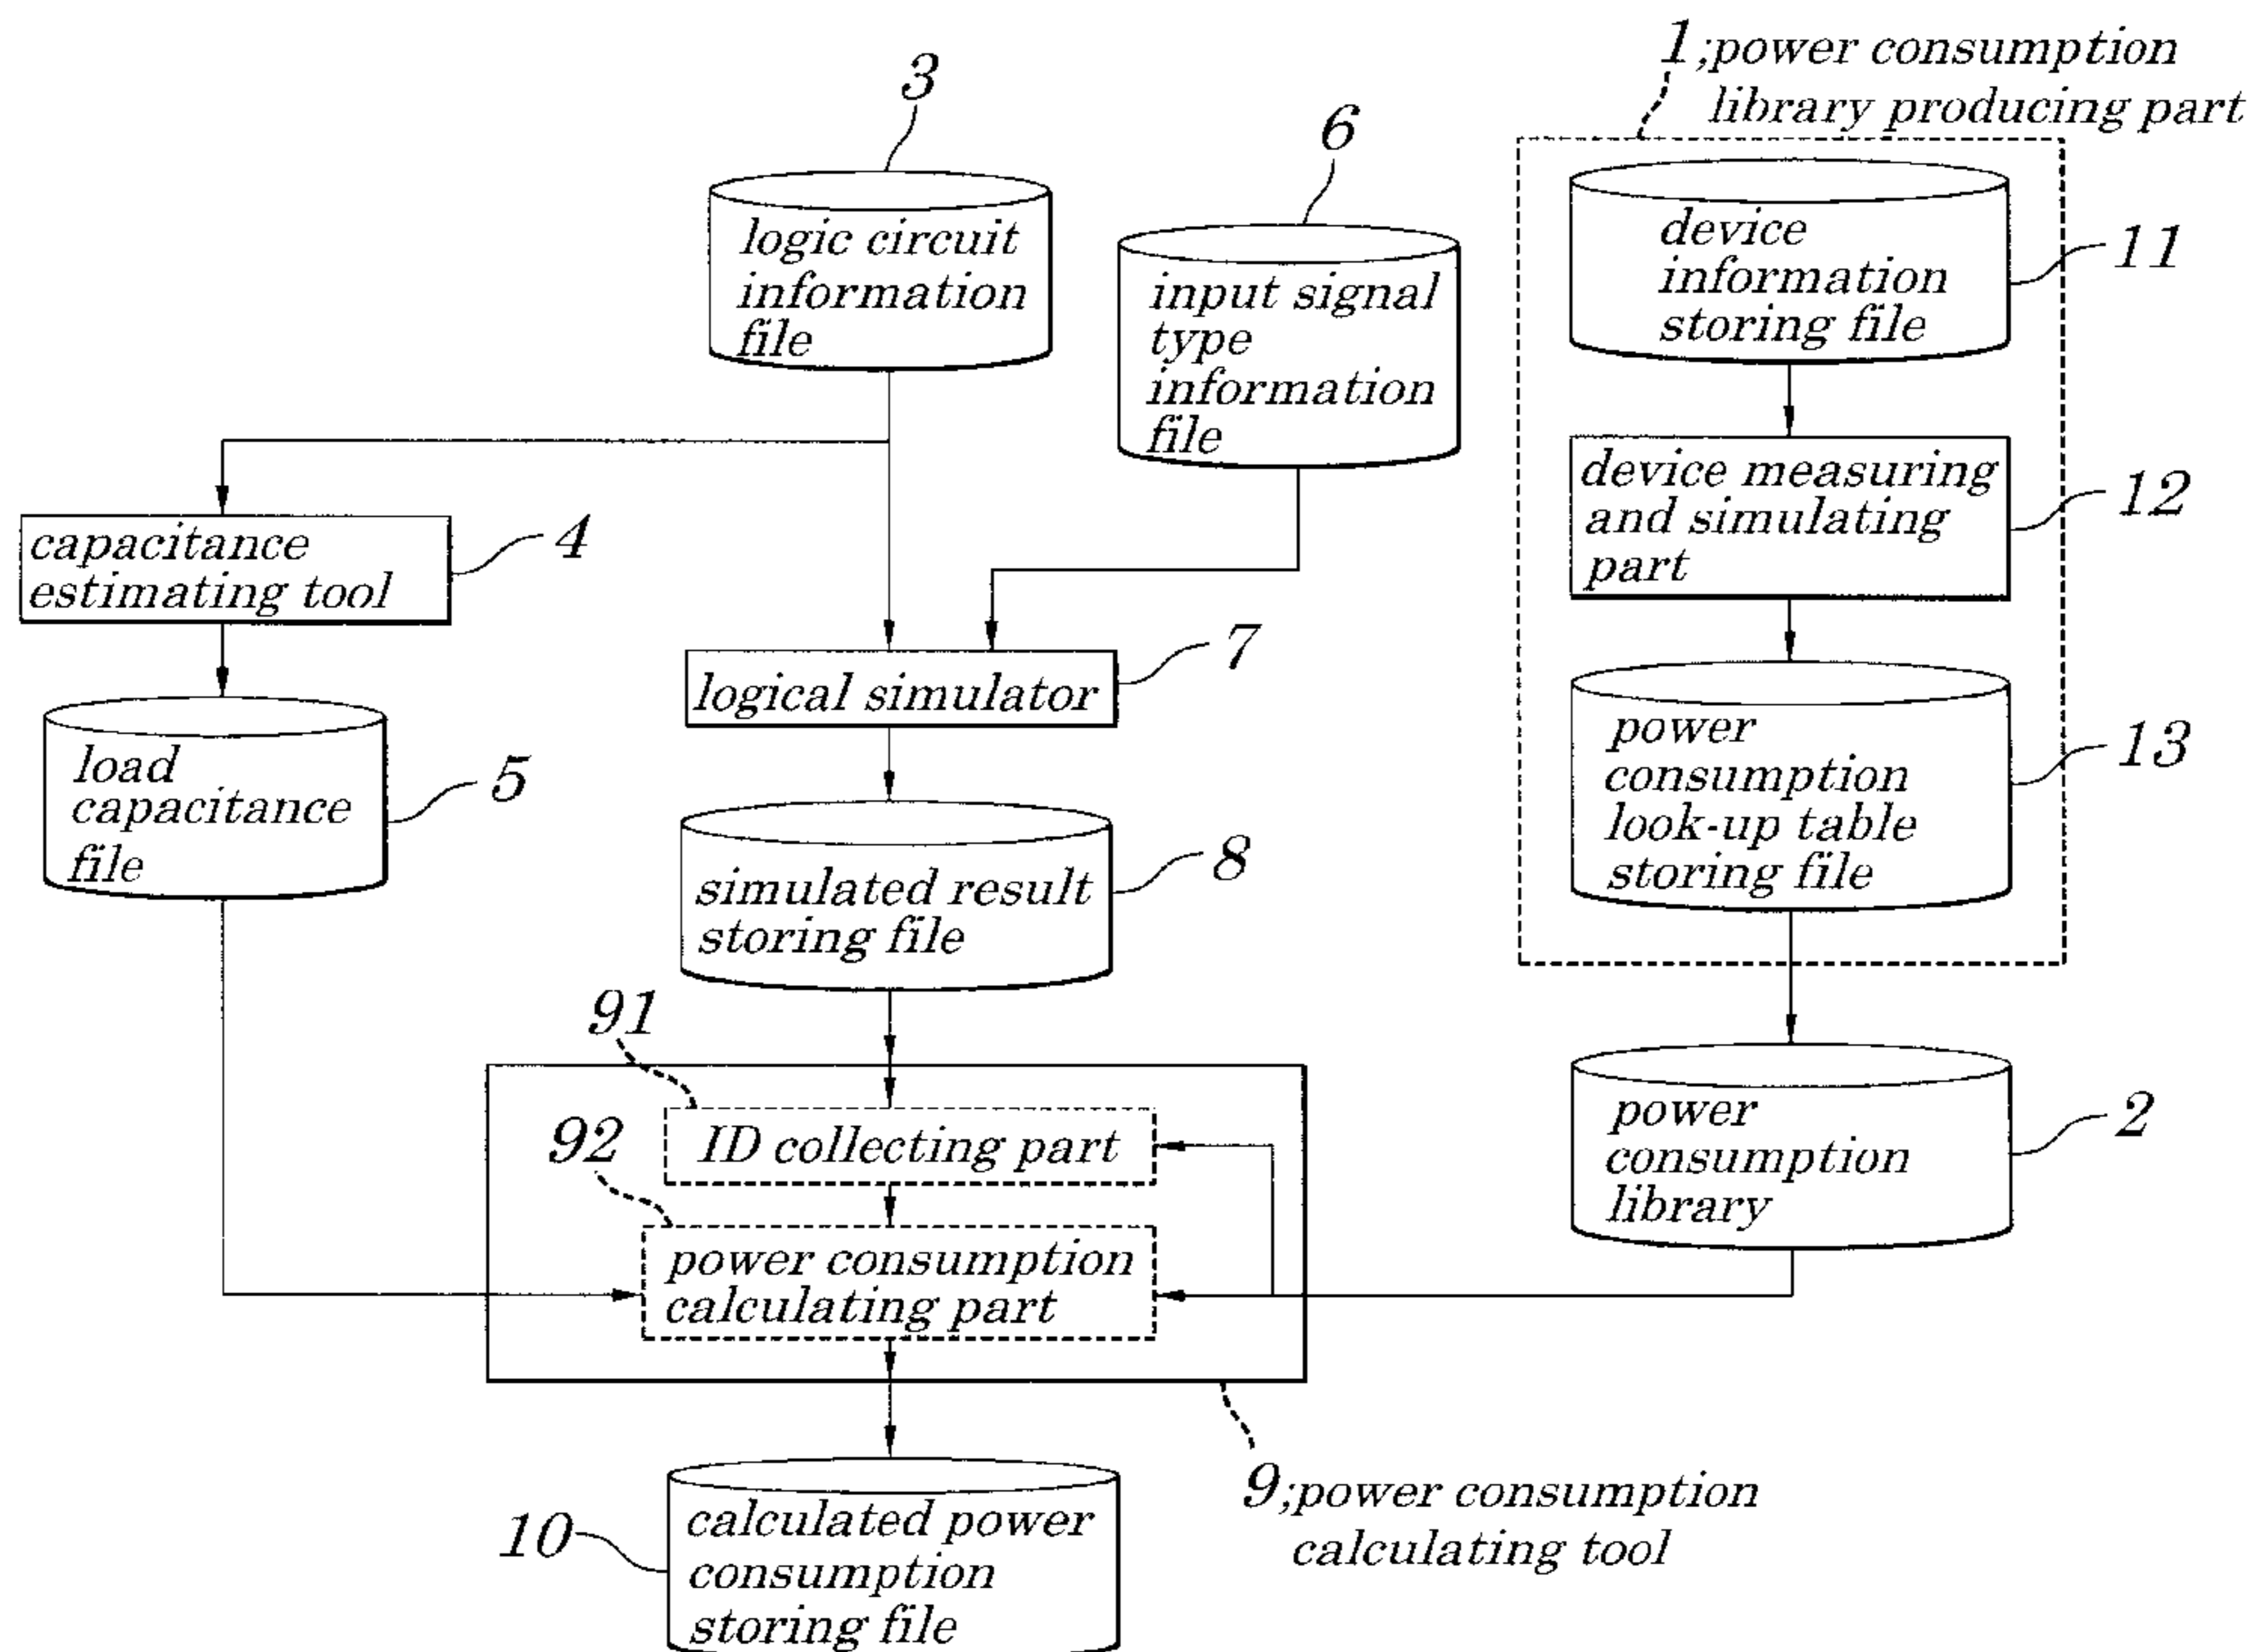 1;power consumption
library producing part
3
logic circuit
information
file
6
input signal
type
information
file
device
information
storing file
11
device measuring
and simulating
part
12
capacitance
estimating tool
4
logical simulator
7
power
consumption
look-up table
storing file
13
load
capacitance
file
5
simulated result
storing file
8
91
ID collecting part
92
power consumption
calculating part
power
consumption
library
2
9;power consumption
calculating tool
10
calculated power
consumption
storing file